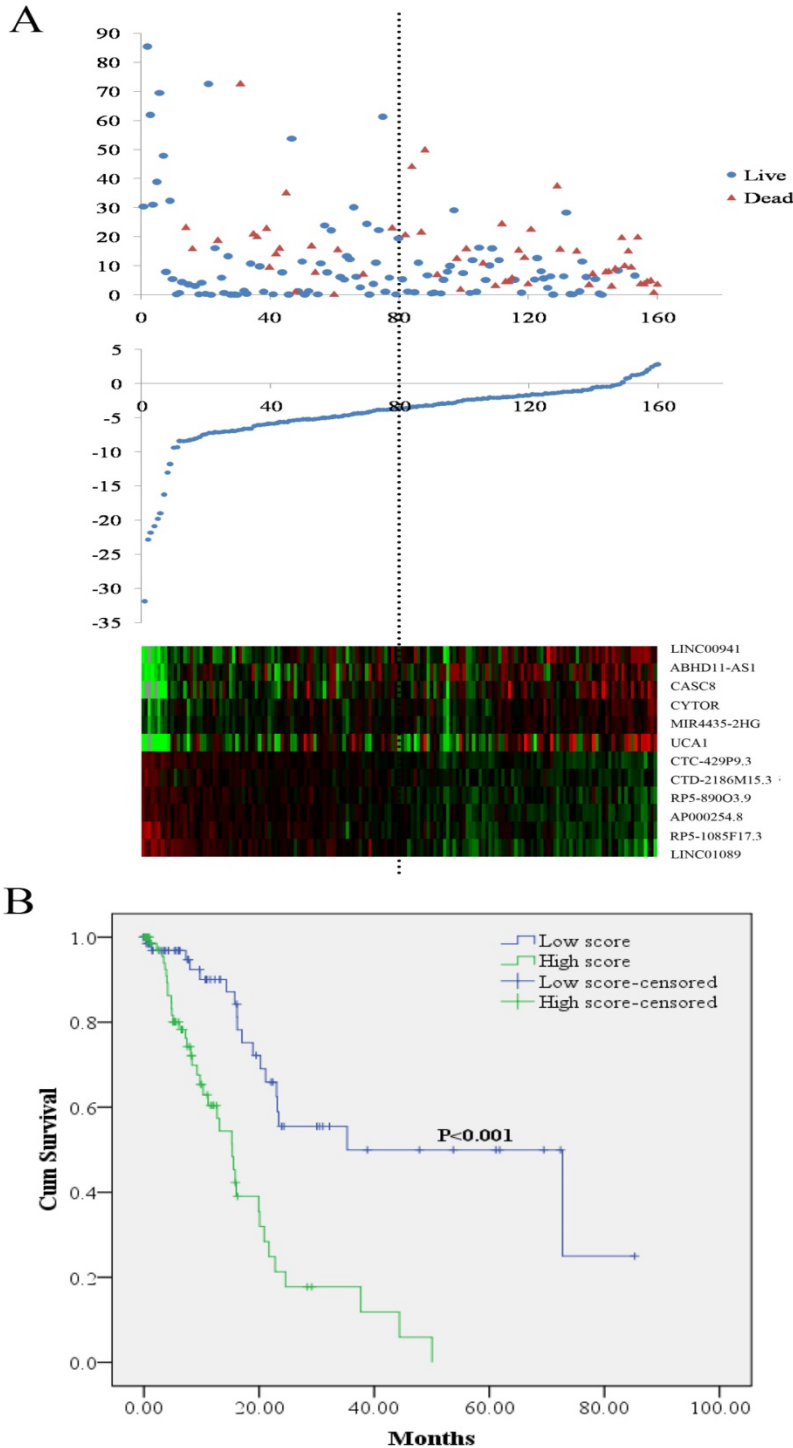 A
90
80
70
60
50
40
30
20
10
0
0 40 80 120 160
Live
Dead
5
0
-5
-10
-15
-20
-25
-30
-35
0 40 80 120 160
LINC00941
ABHD11-AS1
CASC8
CYTOR
MIR4435-2HG
UCA1
CTC-429P9.3
CTD-2186M15.3
RP5-890O3.9
AP000254.8
RP5-1085F17.3
LINC01089
B
Low score
High score
Low score-censored
High score-censored
P<0.001
Cum Survival
1.0
0.8
0.6
0.4
0.2
0.0
0.00 20.00 40.00 60.00 80.00 100.00
Months